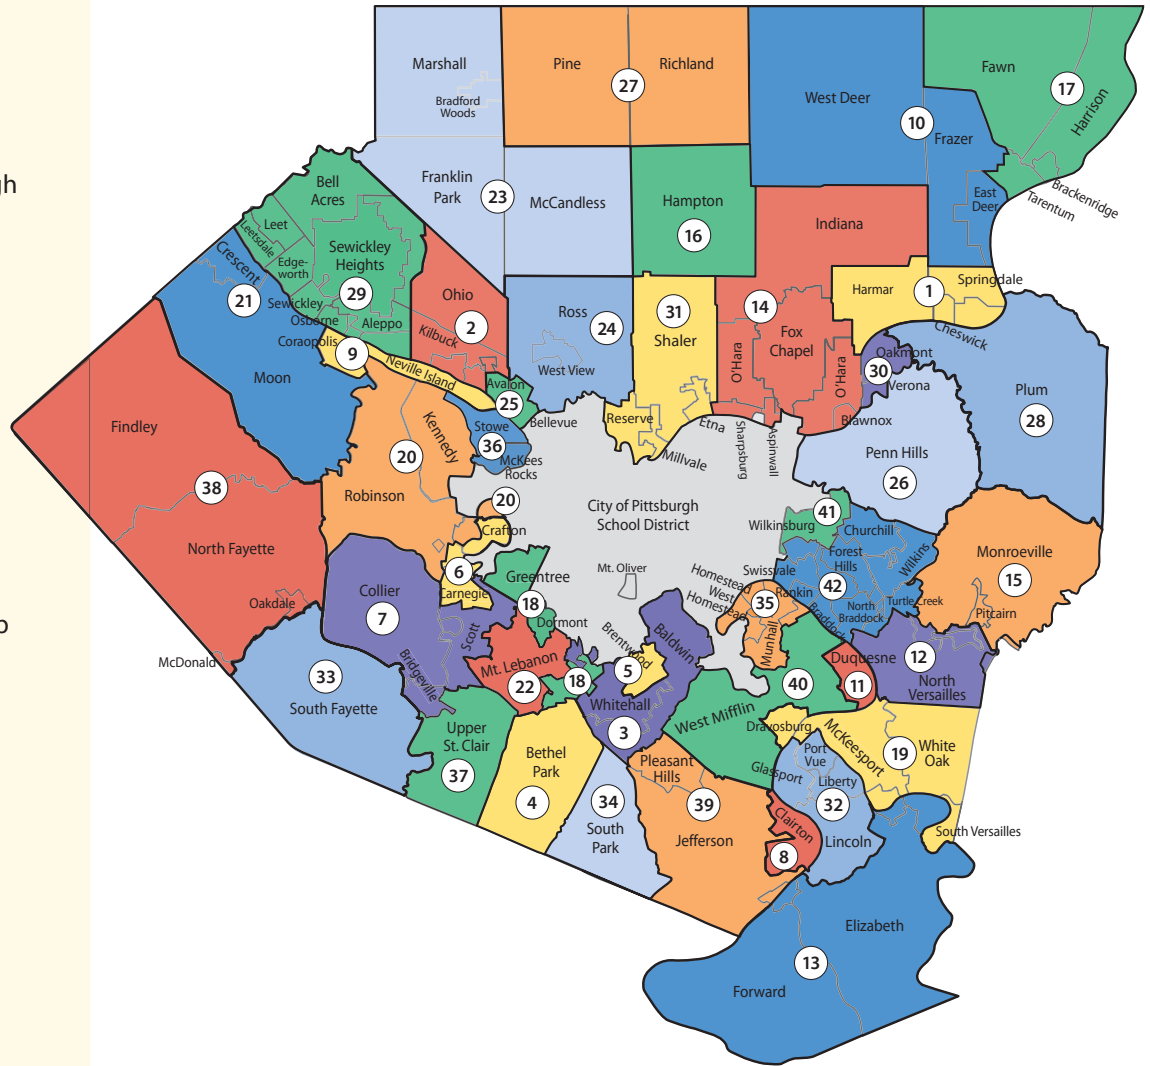 gh
p
Marshall
Bradford
Woods
Pine
27
Richland
West Deer
10
Frazer
Fawn
17
Harrison
Brackenridge
Tarentum
East
Deer
Franklin
Park
23
McCandless
Hampton
16
Indiana
Bell
Acres
Leet
Leetsdale
Edge-
worth
Sewickley
Heights
29
Sewickley
Osborne
Aleppo
Crescent
21
Moon
Coraopolis
9
Neville Island
Ohio
2
Kilbuck
Avalon
25
Bellevue
Ross
24
West View
31
Shaler
Reserve
Millvale
Etna
Sharpsburg
Aspinwall
14
Fox
Chapel
O'Hara
O'Hara
Blawnox
Harmar
1
Springdale
Cheswick
Oakmont
30
Verona
Plum
28
Penn Hills
26
Findley
38
North Fayette
Oakdale
McDonald
Kennedy
20
Robinson
Stowe
36
McKees
Rocks
20
Crafton
6
Carnegie
City of Pittsburgh
School District
Mt. Oliver
Wilkinsburg
41
Churchill
Forest
Hills
Wilkins
Swissvale
42
Rankin
Braddock
North
Braddock
Turtle Creek
Monroeville
15
Pitcairn
Homestead
West
Homestead
35
Munhall
Collier
7
Scott
Bridgeville
Greentree
18
Dormont
Mt. Lebanon
22
18
Brentwood
5
Baldwin
Whitehall
3
33
South Fayette
Upper
St. Clair
37
Bethel
Park
4
34
South
Park
Pleasant
Hills
39
Jefferson
West Mifflin
40
Duquesne
11
12
North
Versailles
Dravosburg
McKeesport
19
White
Oak
Glassport
Port
Vue
Liberty
32
Lincoln
Clairton
8
South Versailles
Elizabeth
13
Forward